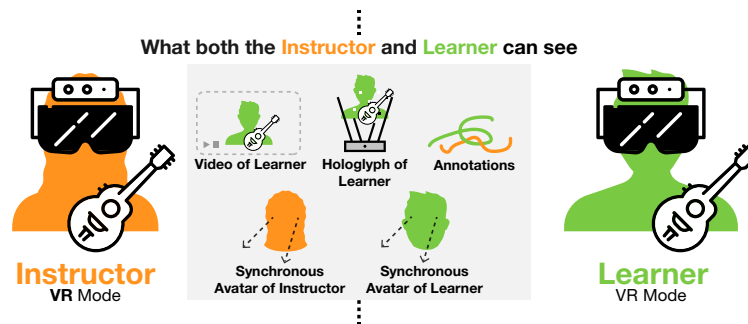 What both the Instructor and Learner can see
Video of Learner
Hologlyph of
Learner
Annotations
Synchronous
Avatar of Instructor
Synchronous
Avatar of Learner
Instructor
VR Mode
Learner
VR Mode